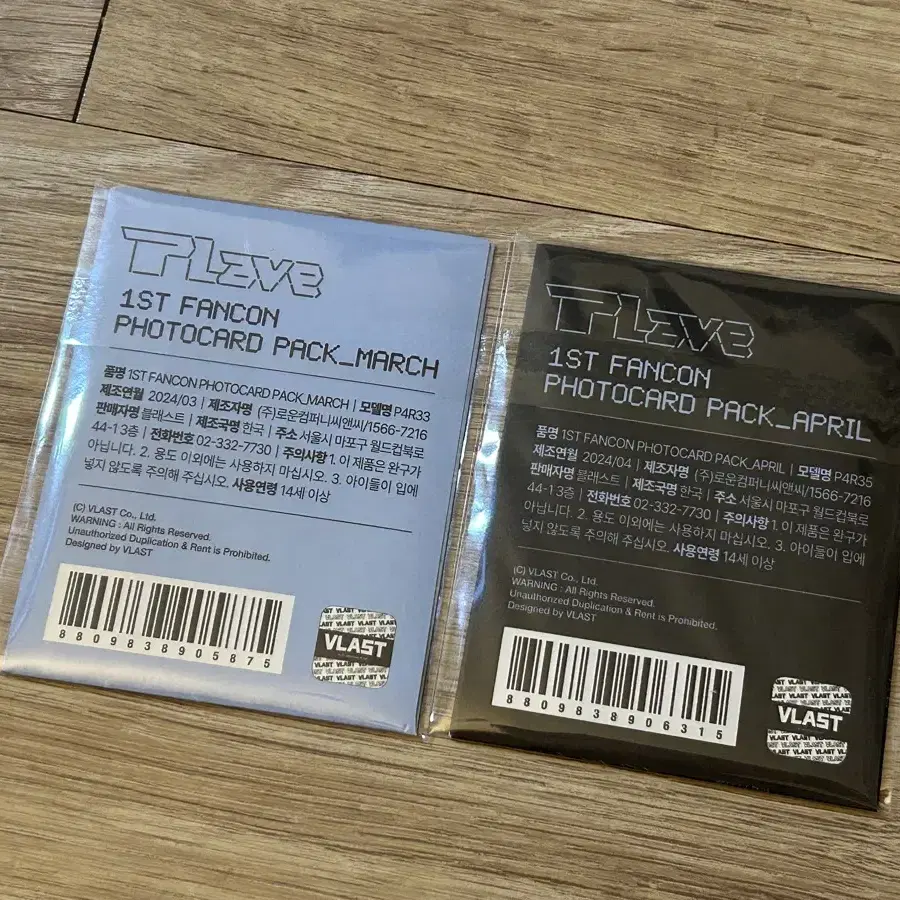 PLAVE
1ST FANCON
PHOTOCARD PACK_MARCH
품명 1ST FANCON PHOTOCARD PACK_MARCH | 모델명 P4R33
제조연월 2024/03 | 제조자명 (주)로운컴퍼니씨앤씨/1566-7216
판매자명 블래스트 | 제조국명 한국 | 주소 서울시 마포구 월드컵북로
44-1 3층 | 전화번호 02-332-7730 | 주의사항 1. 이 제품은 완구가
아닙니다. 2. 용도 이외에는 사용하지 마십시오. 3. 아이들이 입에
넣지 않도록 주의해 주십시오. 사용연령 14세 이상
(C) VLAST Co., Ltd.
WARNING : All Rights Reserved.
Unauthorized Duplication & Rent is Prohibited.
Designed by VLAST
8809838905875
VLAST
PLAVE
1ST FANCON
PHOTOCARD PACK_APRIL
품명 1ST FANCON PHOTOCARD PACK_APRIL | 모델명 P4R35
제조연월 2024/04 | 제조자명 (주)로운컴퍼니씨앤씨/1566-7216
판매자명 블래스트 | 제조국명 한국 | 주소 서울시 마포구 월드컵북로
44-1 3층 | 전화번호 02-332-7730 | 주의사항 1. 이 제품은 완구가
아닙니다. 2. 용도 이외에는 사용하지 마십시오. 3. 아이들이 입에
넣지 않도록 주의해 주십시오. 사용연령 14세 이상
(C) VLAST Co., Ltd.
WARNING : All Rights Reserved.
Unauthorized Duplication & Rent is Prohibited.
Designed by VLAST
8809838906315
VLAST